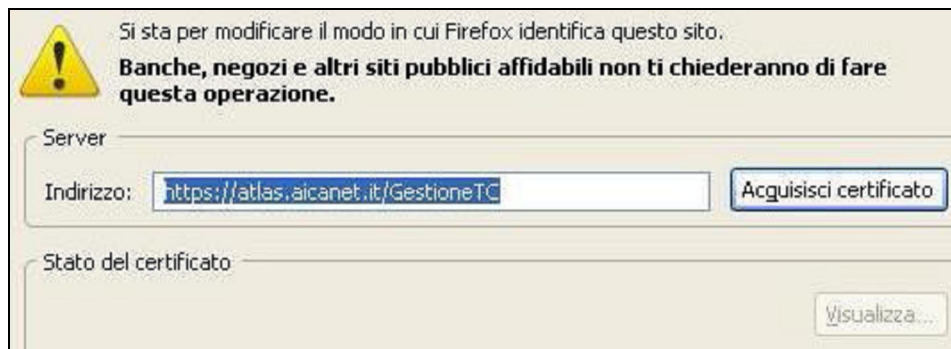 Si sta per modificare il modo in cui Firefox identifica questo sito.
Banche, negozi e altri siti pubblici affidabili non ti chiederanno di fare
questa operazione.
Server
Indirizzo: https://atlas.aicanet.it/GestioneTC Acquisisci certificato
Stato del certificato
Visualizza...